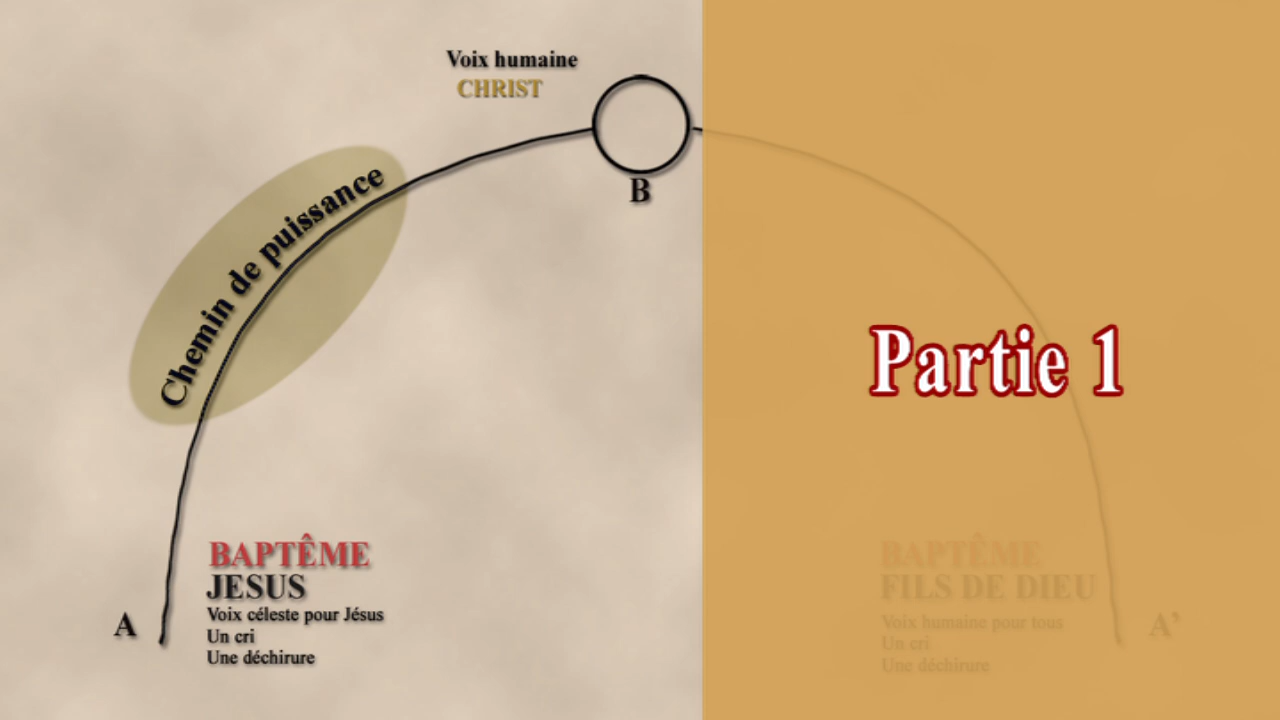 Voix humaine
CHRIST
B
Chemin de puissance
Partie 1
BAPTÊME
JESUS
Voix céleste pour Jésus
Un cri
Une déchirure
A
BAPTÊME
FILS DE DIEU
Voix humaine pour tous
Un cri
Une déchirure
A’